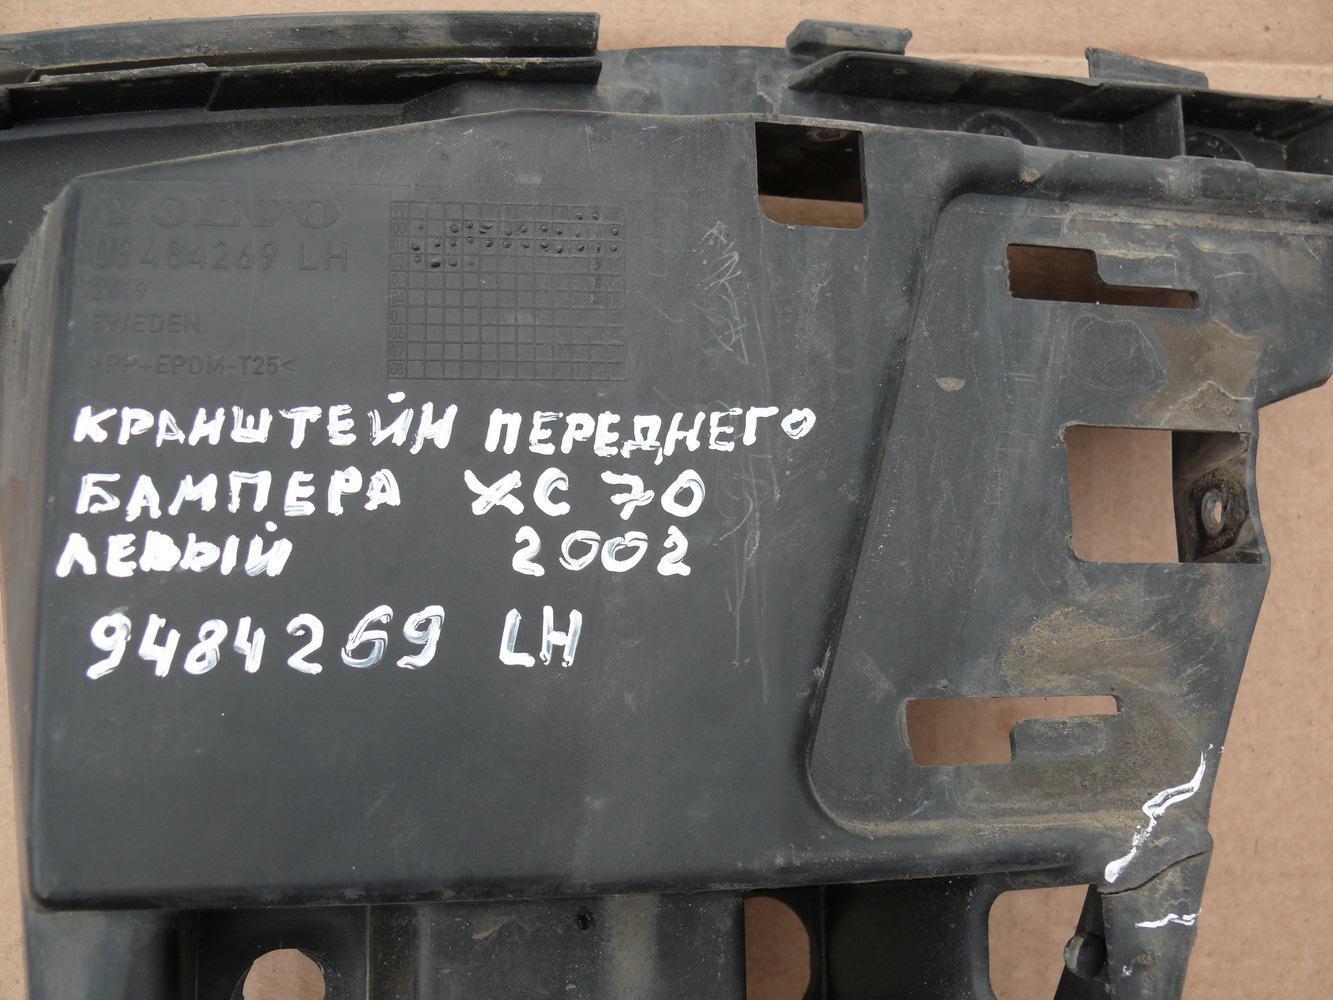 VOLVO
09484269 LH
SWEDEN
>PP+EPDM-T25<
КРАНШТЕЙН ПЕРЕДНЕГО
БАМПЕРА XC 70
ЛЕВЫЙ 2002
9484269 LH